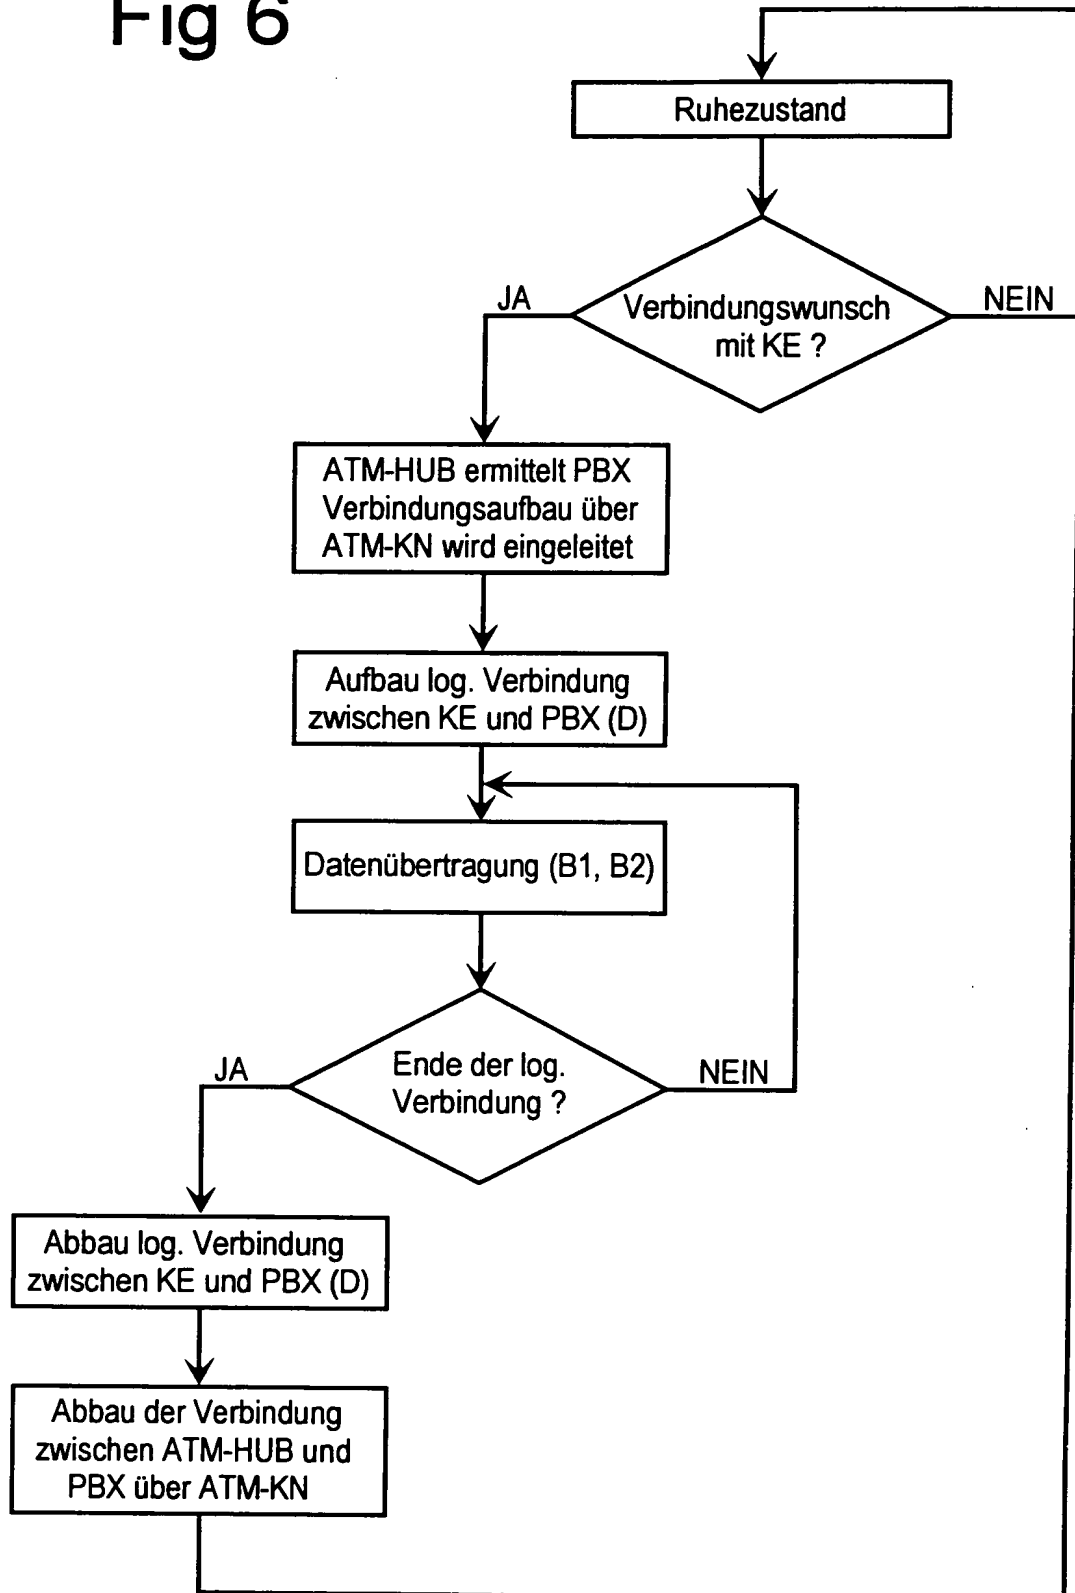 Fig 6
Ruhezustand
JA
Verbindungswunsch
mit KE ?
NEIN
ATM-HUB ermittelt PBX
Verbindungsaufbau über
ATM-KN wird eingeleitet
Aufbau log. Verbindung
zwischen KE und PBX (D)
Datenübertragung (B1, B2)
JA
Ende der log.
Verbindung ?
NEIN
Abbau log. Verbindung
zwischen KE und PBX (D)
Abbau der Verbindung
zwischen ATM-HUB und
PBX über ATM-KN